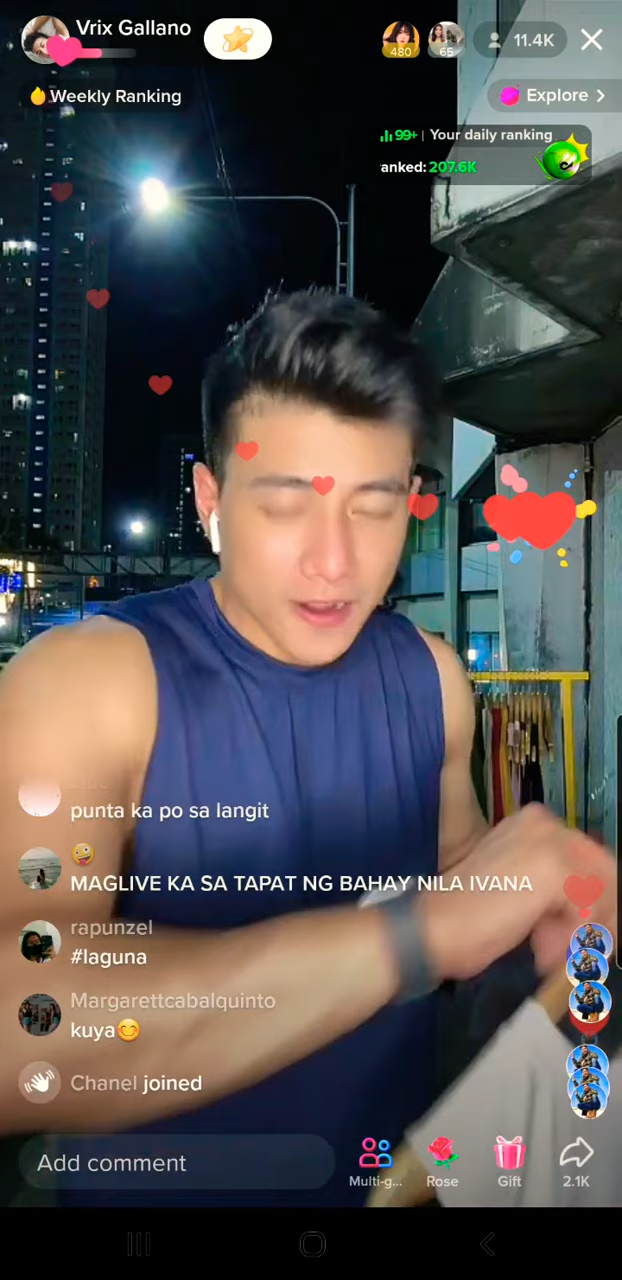 Vrix Gallano
480
65
11.4K
Weekly Ranking
Explore
99+ | Your daily ranking
anked: 207.6K
punta ka po sa langit
MAGLIVE KA SA TAPAT NG BAHAY NILA IVANA
rapunzel
#laguna
Margarettcabalquinto
kuya😊
Chanel joined
Add comment
Multi-g...
Rose
Gift
2.1K